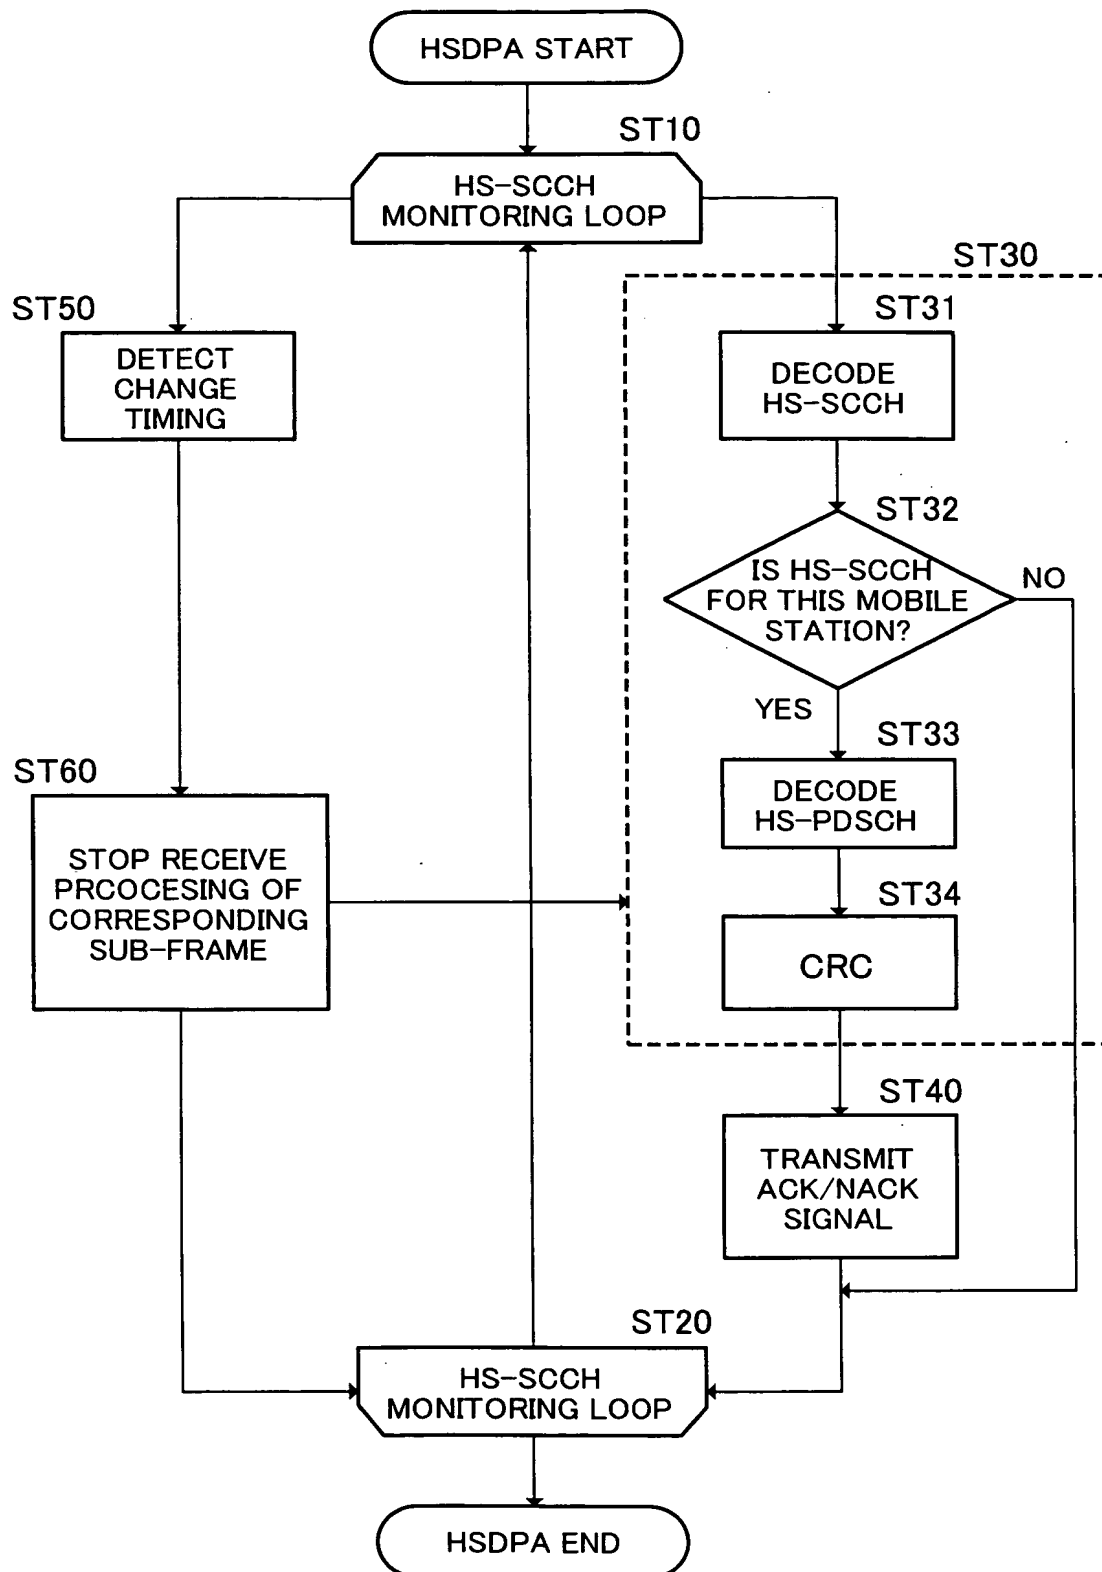 HSDPA START
ST10
HS-SCCH
MONITORING LOOP
ST30
ST50
DETECT
CHANGE
TIMING
ST31
DECODE
HS-SCCH
ST32
IS HS-SCCH
FOR THIS MOBILE
STATION?
NO
YES
ST33
DECODE
HS-PDSCH
ST60
STOP RECEIVE
PRCOCESING OF
CORRESPONDING
SUB-FRAME
ST34
CRC
ST40
TRANSMIT
ACK/NACK
SIGNAL
ST20
HS-SCCH
MONITORING LOOP
HSDPA END